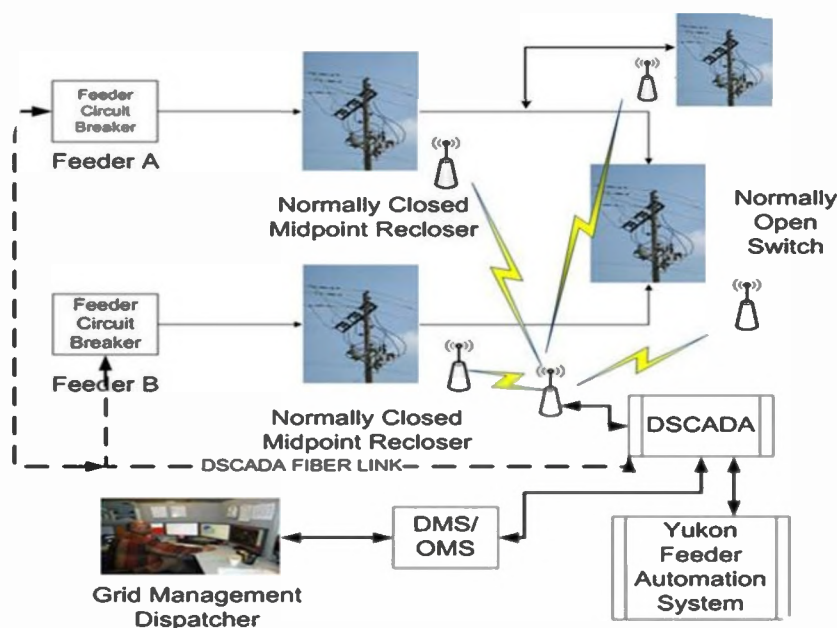 Feeder
Circuit
Breaker
Feeder A
Normally Closed
Midpoint Recloser
Normally
Open
Switch
Feeder
Circuit
Breaker
Feeder B
Normally Closed
Midpoint Recloser
DSCADA
DSCADA FIBER LINK
DMS/
OMS
Yukon
Feeder
Automation
System
Grid Management
Dispatcher